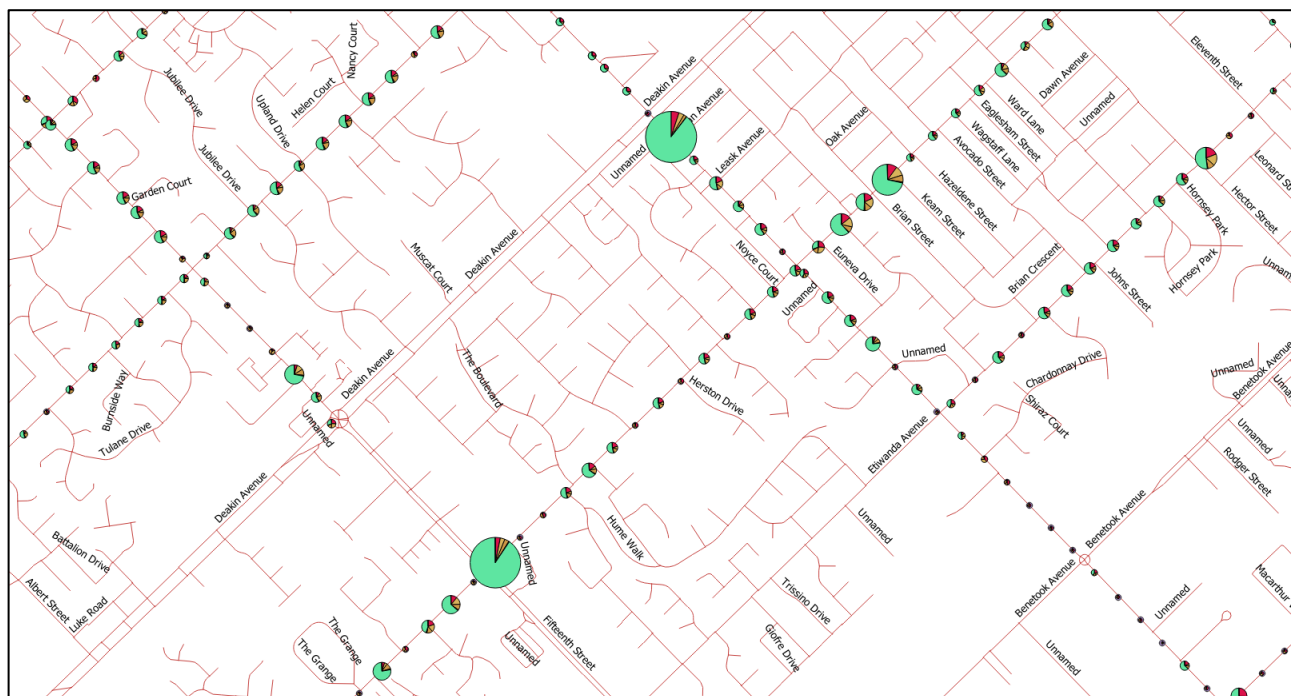 Nancy Court
Eleventh Street
Deakin Avenue
Dawn Avenue
Jubilee Drive
Helen Court
Ward Lane
Unnamed
Upland Drive
Oak Avenue
Eaglesham Street
Wagstaff Lane
Leask Avenue
Avocado Street
Unnamed
Jubilee Drive
Garden Court
Hazeldene Street
Hornsey Park
Hector Street
Keam Street
Brian Street
Muscat Court
Deakin Avenue
Noyce Court
Euneva Drive
Brian Crescent
Hornsey Park
Johns Street
Unnamed
Unnamed
The Boulevard
Deakin Avenue
Unnamed
Chardonnay Drive
Unnamed
Benetook Avenue
Burnside Way
Herston Drive
Shiraz Court
Tulane Drive
Unnamed
Etiwanda Avenue
Unnamed
Rodger Street
Deakin Avenue
Battalion Drive
Hume Walk
Unnamed
Benetook Avenue
Unnamed
Albert Street
Luke Road
Trissino Drive
Benetook Avenue
Unnamed
The Grange
The Grange
Fifteenth Street
Unnamed
Giofre Drive
Unnamed